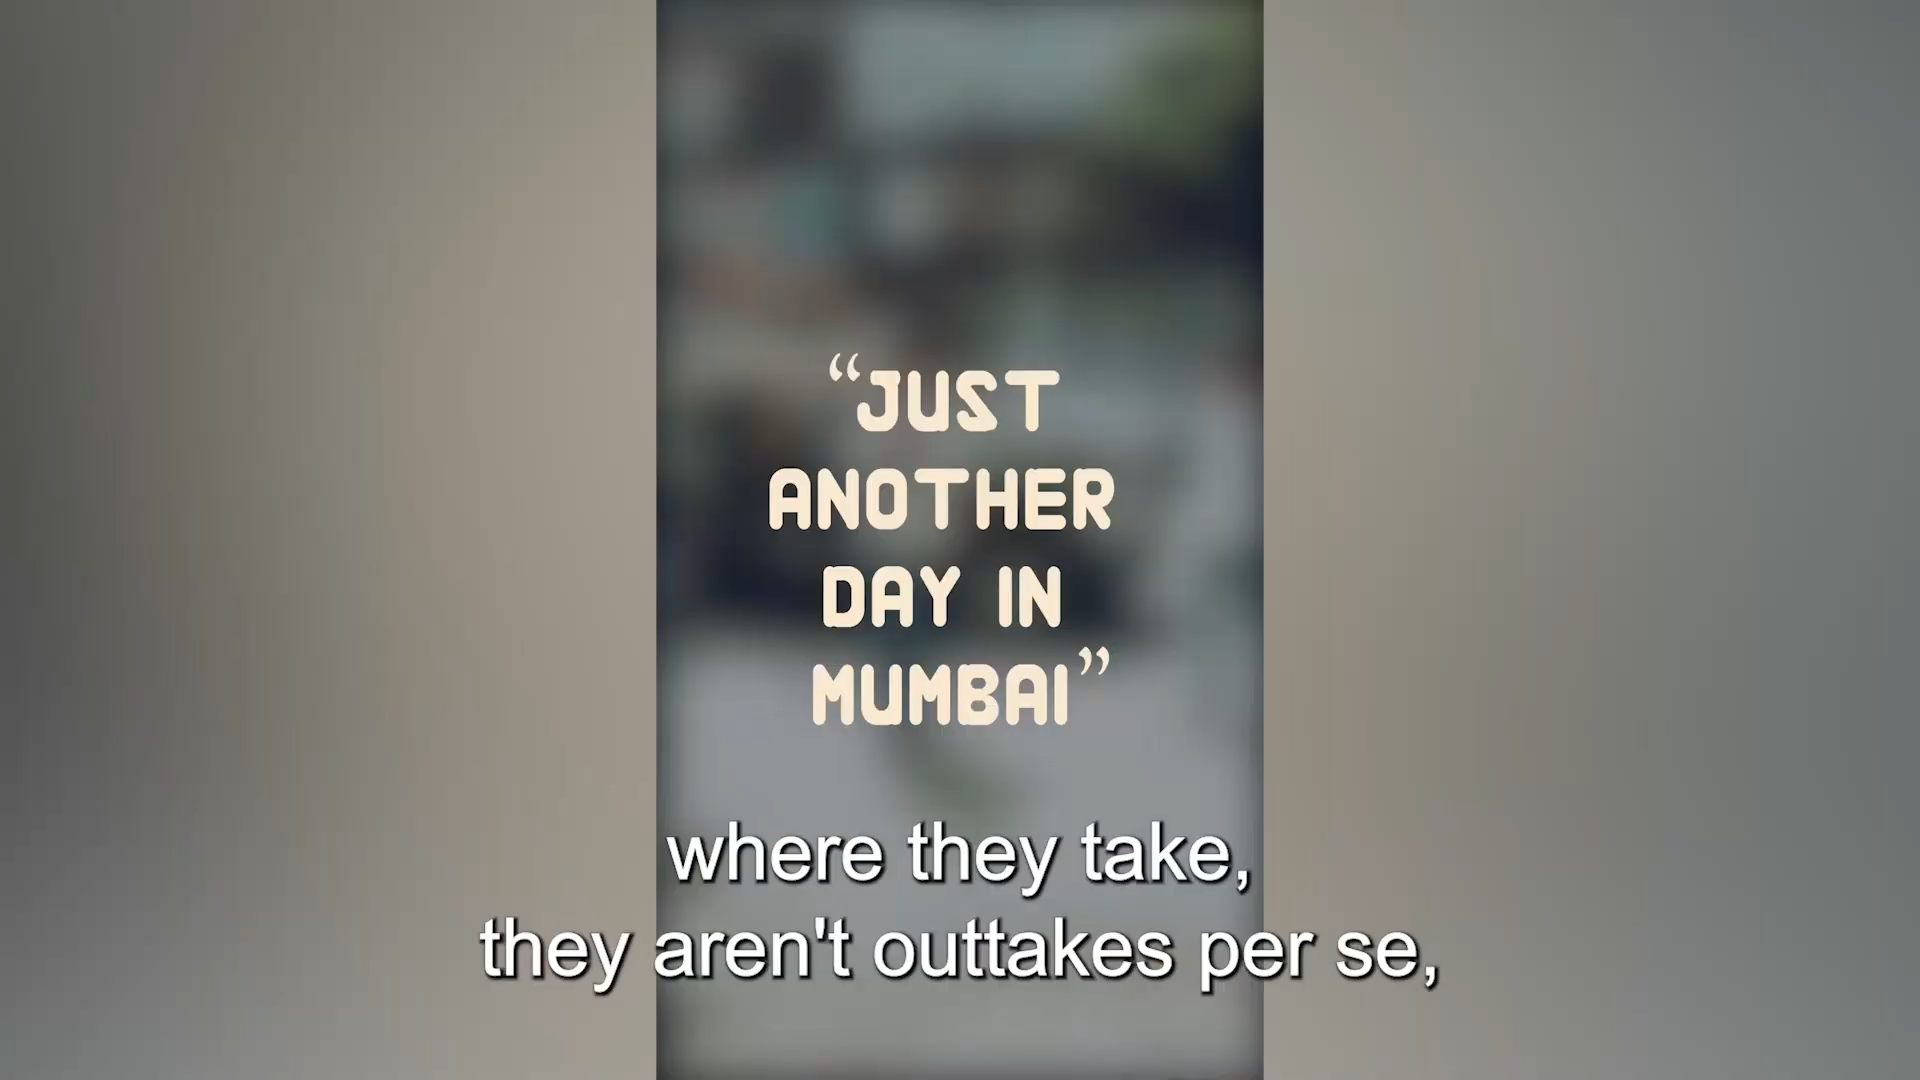 “JUST
ANOTHER
DAY IN
MUMBAI”
where they take,
they aren't outtakes per se,